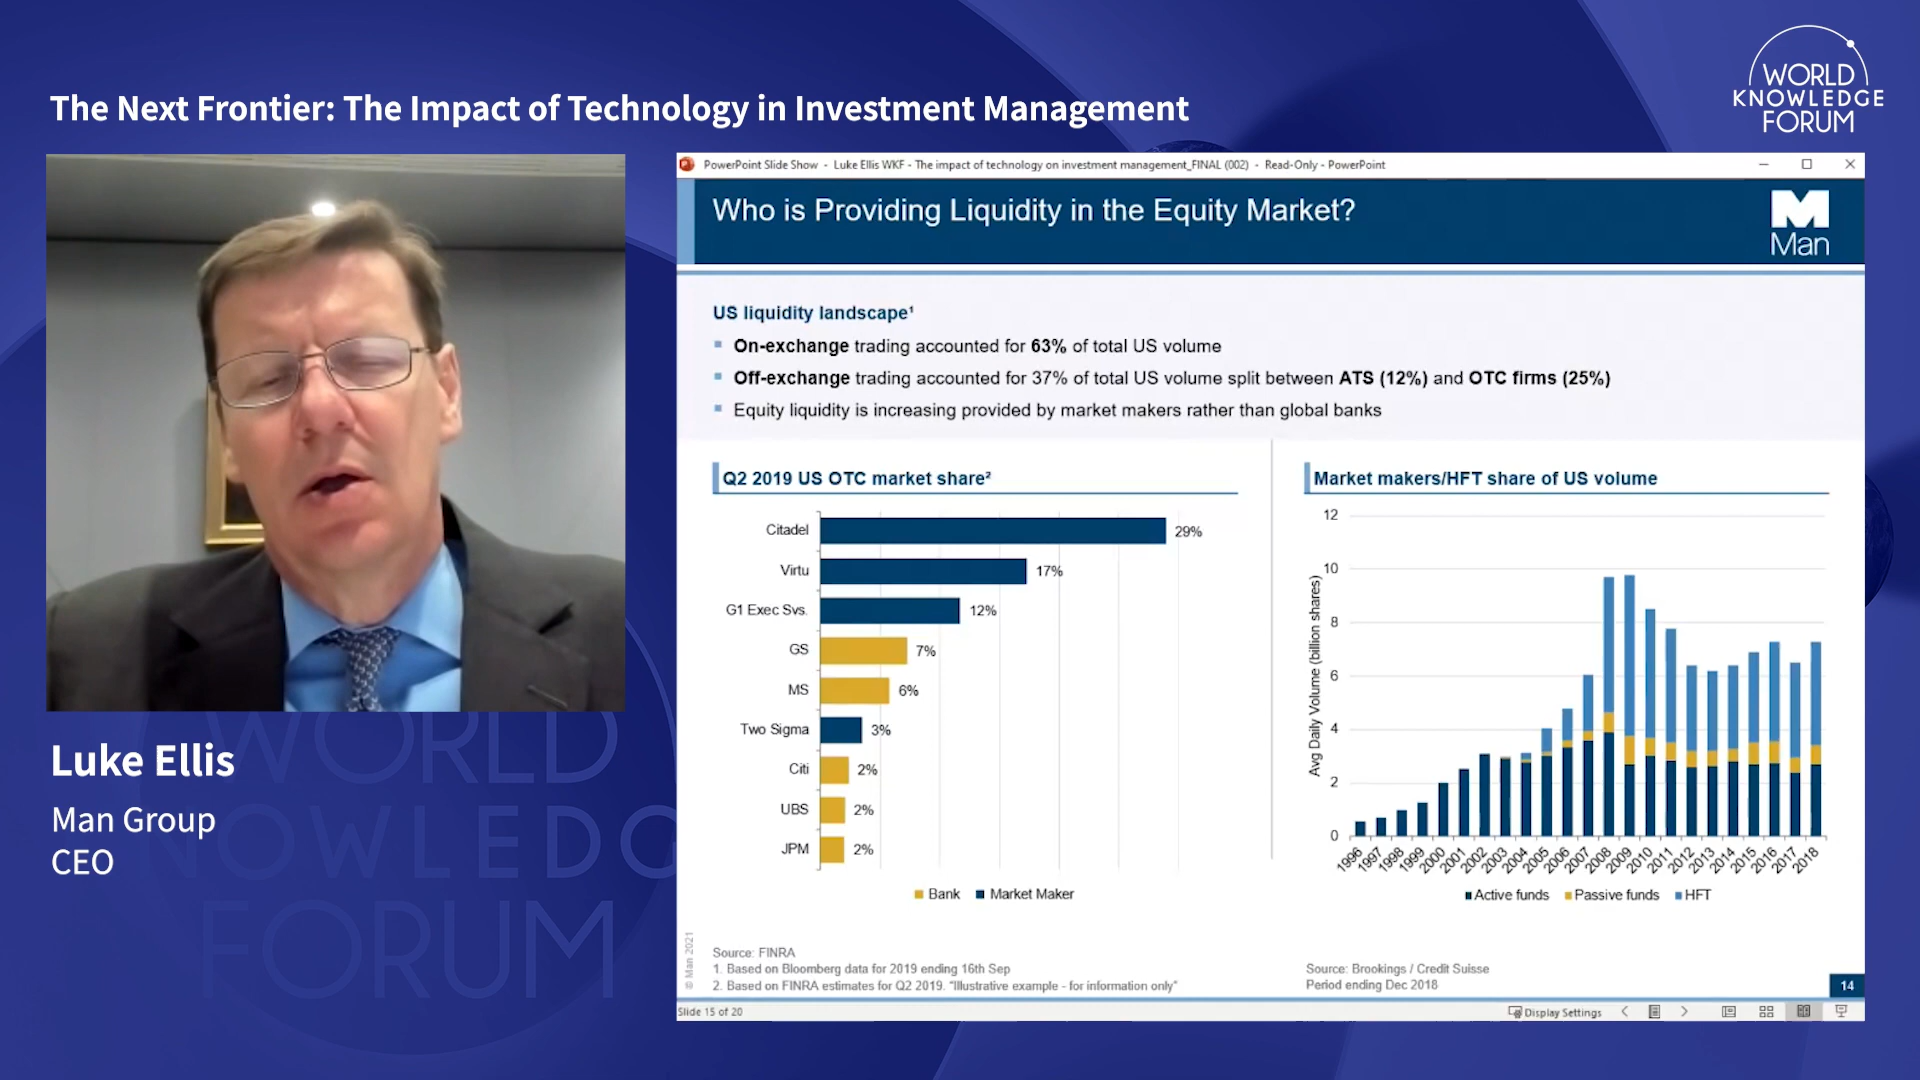 WORLD
KNOWLEDGE
FORUM
The Next Frontier: The Impact of Technology in Investment Management
PowerPoint Slide Show - Luke Ellis WKF - The impact of technology on investment management_FINAL (002) - Read-Only - PowerPoint
Who is Providing Liquidity in the Equity Market?
M
Man
US liquidity landscape¹
On-exchange trading accounted for 63% of total US volume
Off-exchange trading accounted for 37% of total US volume split between ATS (12%) and OTC firms (25%)
Equity liquidity is increasing provided by market makers rather than global banks
Q2 2019 US OTC market share²
Citadel 29%
Virtu 17%
G1 Exec Svs. 12%
GS 7%
MS 6%
Two Sigma 3%
Citi 2%
UBS 2%
JPM 2%
Bank Market Maker
Market makers/HFT share of US volume
Avg Daily Volume (billion shares)
12
10
8
6
4
2
0
1996 1997 1998 1999 2000 2001 2002 2003 2004 2005 2006 2007 2008 2009 2010 2011 2012 2013 2014 2015 2016 2017 2018
Active funds Passive funds HFT
© Man 2021
Source: FINRA
1. Based on Bloomberg data for 2019 ending 16th Sep
2. Based on FINRA estimates for Q2 2019. "Illustrative example - for information only"
Source: Brookings / Credit Suisse
Period ending Dec 2018
14
Slide 15 of 20
Display Settings
Luke Ellis
Man Group
CEO
WORLD
KNOWLEDGE
FORUM